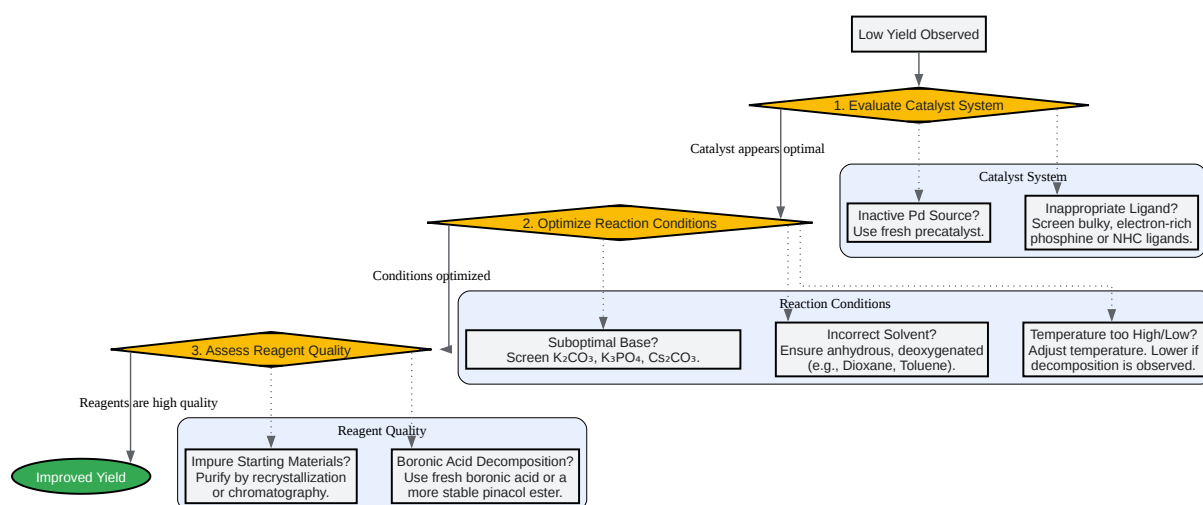 Low Yield Observed
1. Evaluate Catalyst System
Catalyst appears optimal
Catalyst System
Inactive Pd Source?
Use fresh precatalyst.
Inappropriate Ligand?
Screen bulky, electron-rich
phosphine or NHC ligands.
2. Optimize Reaction Conditions
Conditions optimized
Reaction Conditions
Suboptimal Base?
Screen K₂CO₃, K₃PO₄, Cs₂CO₃.
Incorrect Solvent?
Ensure anhydrous, deoxygenated
(e.g., Dioxane, Toluene).
Temperature too High/Low?
Adjust temperature. Lower if
decomposition is observed.
3. Assess Reagent Quality
Reagents are high quality
Reagent Quality
Impure Starting Materials?
Purify by recrystallization
or chromatography.
Boronic Acid Decomposition?
Use fresh boronic acid or a
more stable pinacol ester.
Improved Yield